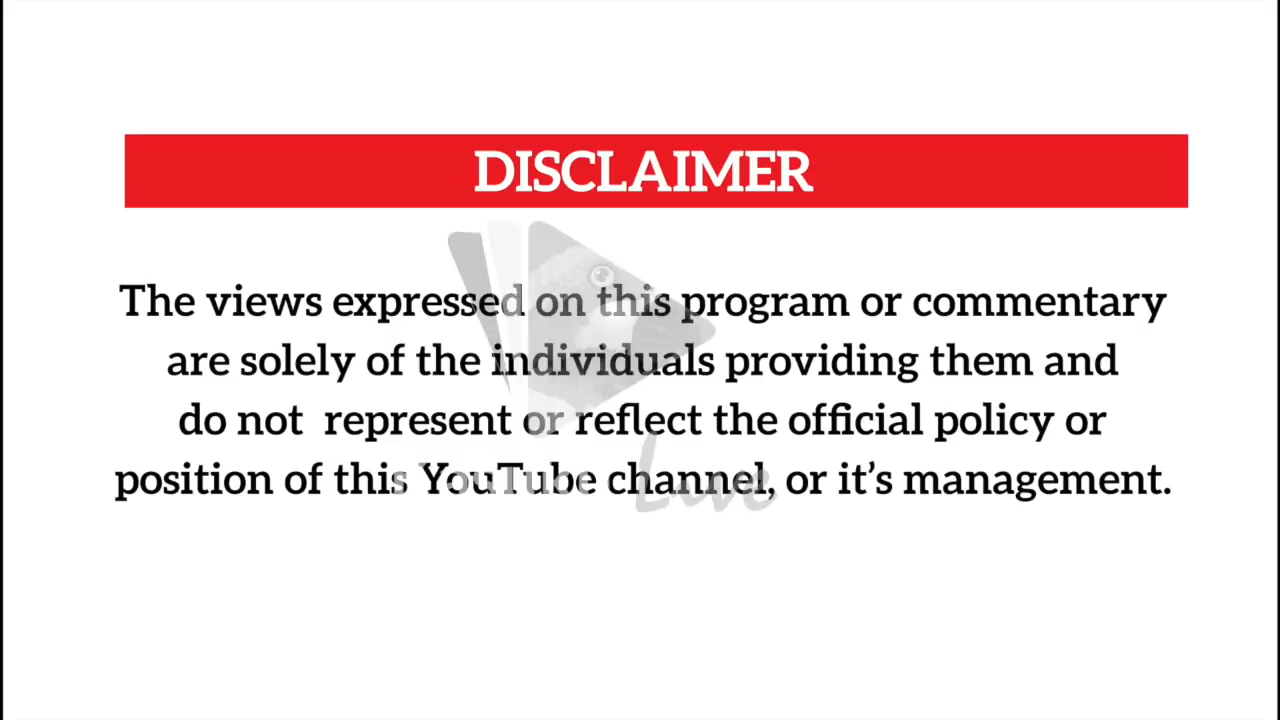 DISCLAIMER
The views expressed on this program or commentary
are solely of the individuals providing them and
do not  represent or reflect the official policy or
position of this YouTube channel, or it’s management.
Live